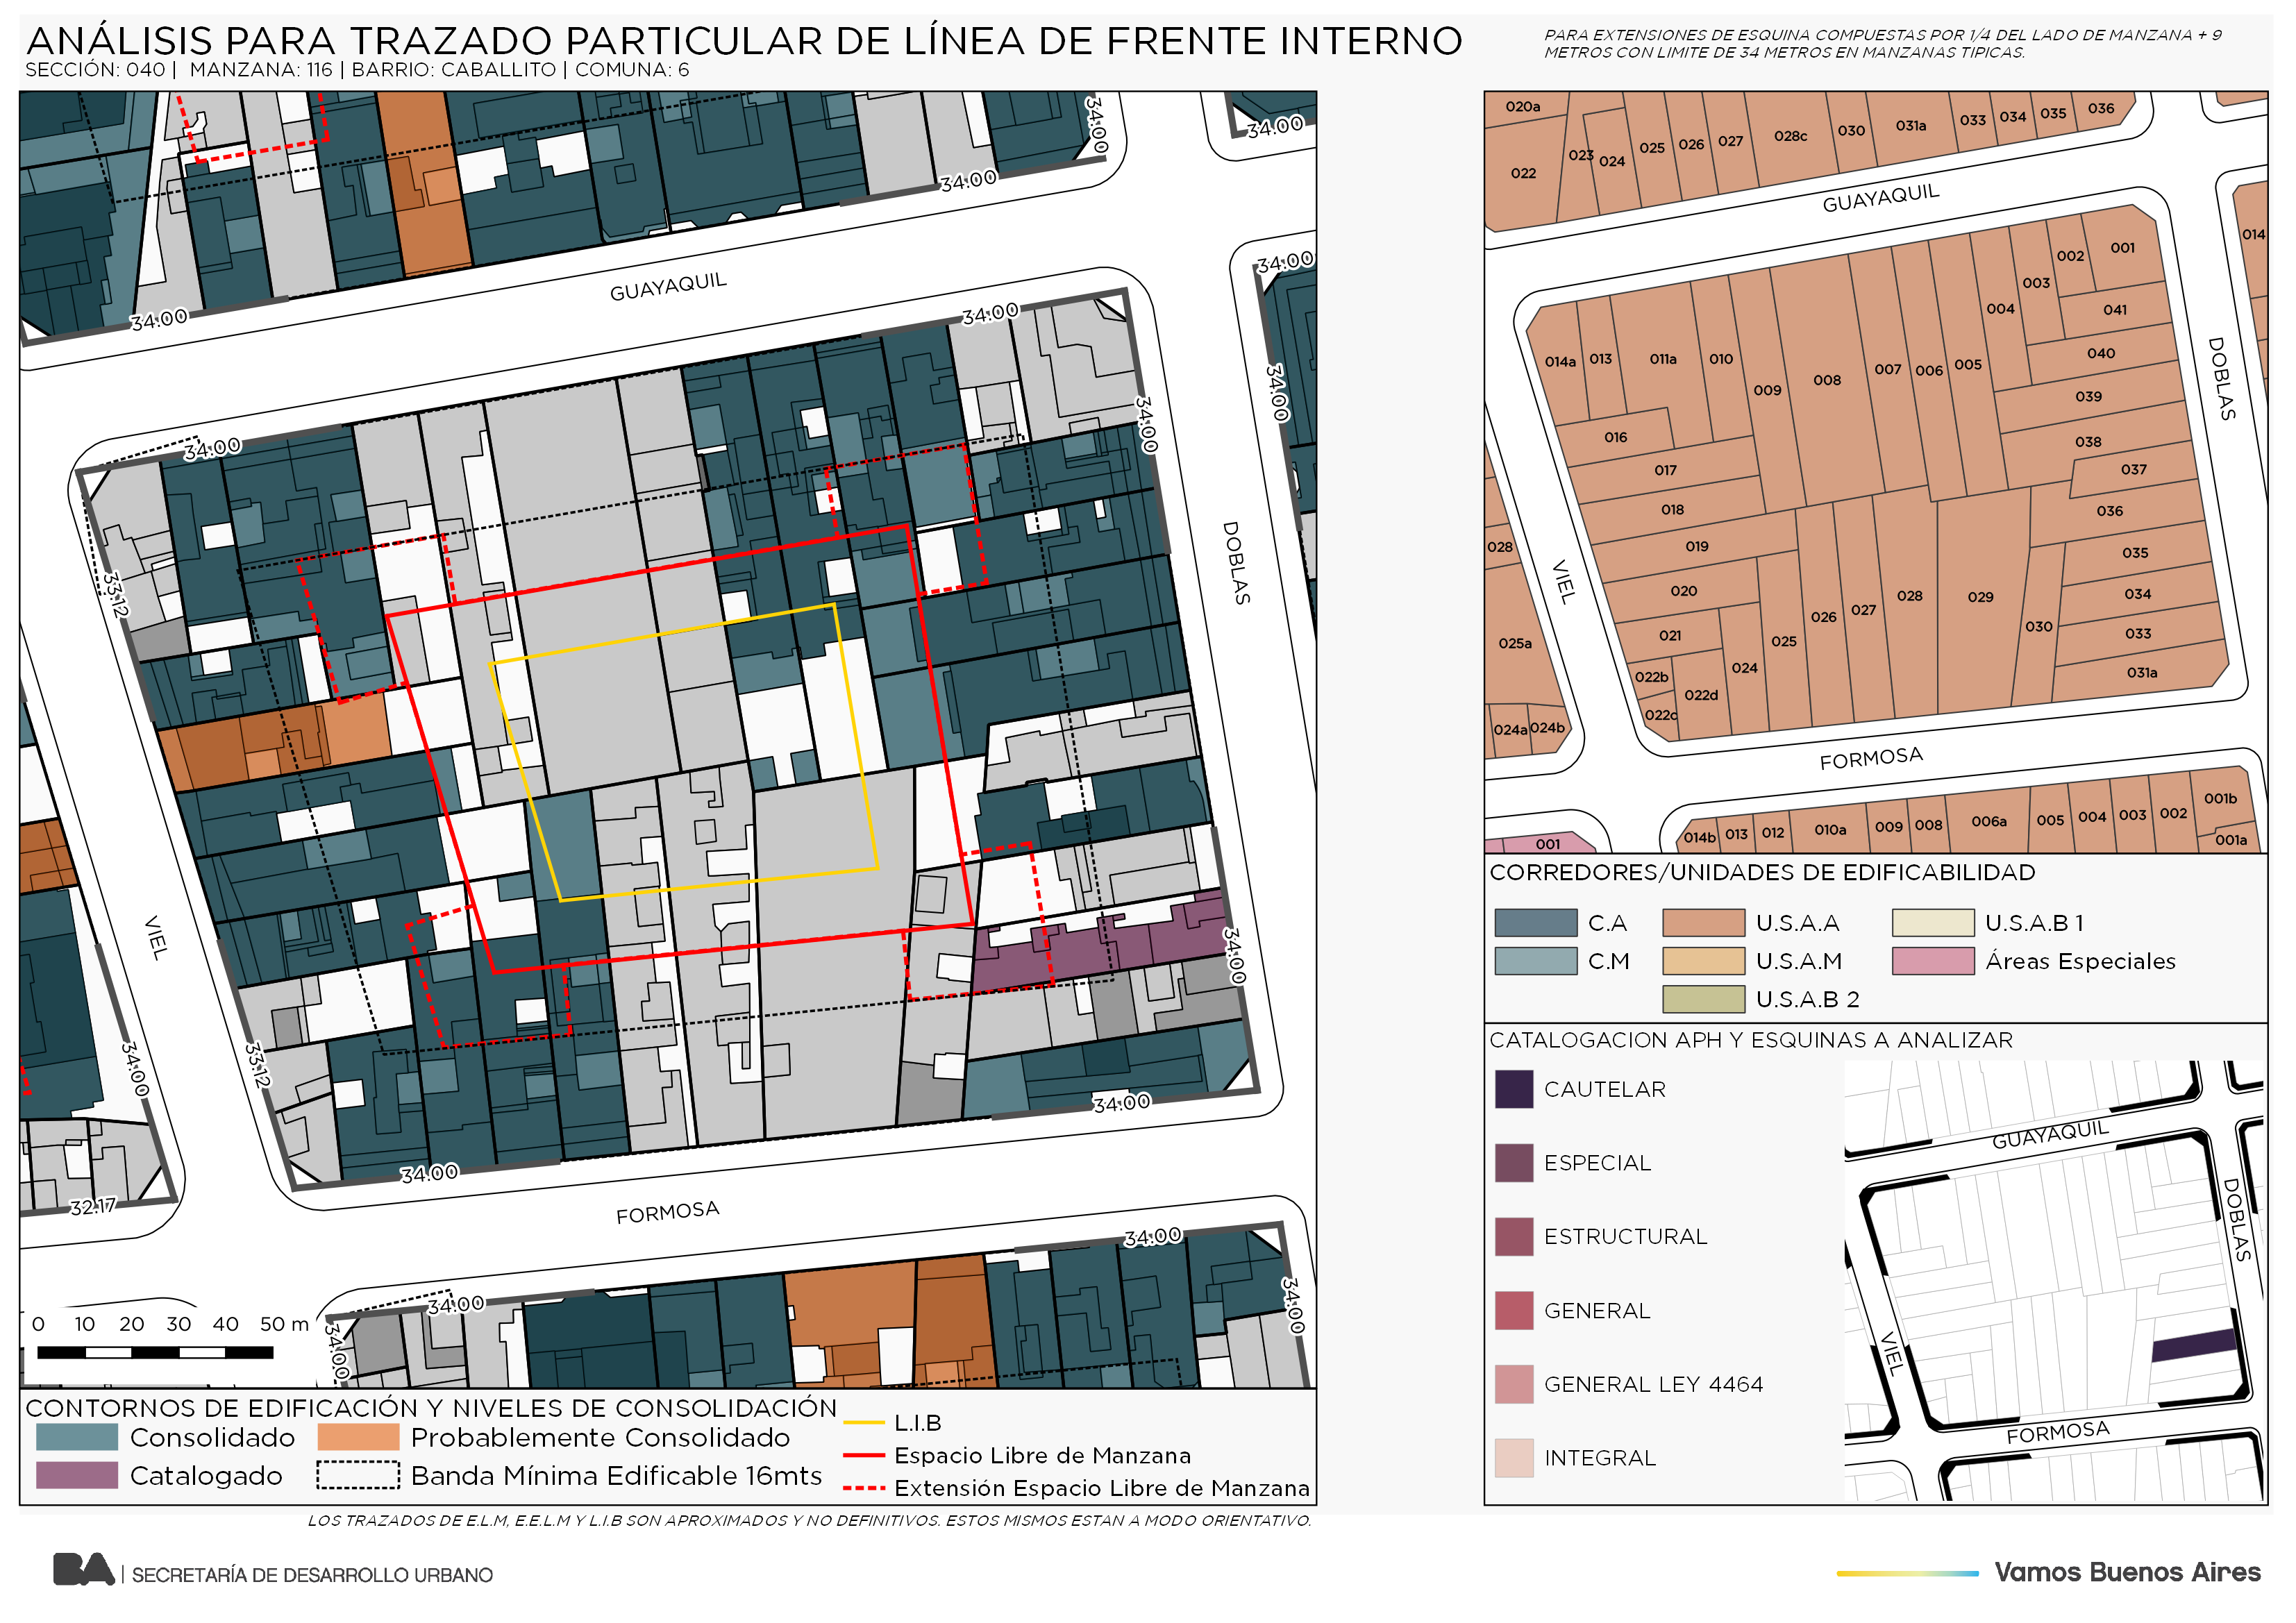 ANÁLISIS PARA TRAZADO PARTICULAR DE LÍNEA DE FRENTE INTERNO
SECCIÓN: 040 | MANZANA: 116 | BARRIO: CABALLITO | COMUNA: 6
PARA EXTENSIONES DE ESQUINA COMPUESTAS POR 1/4 DEL LADO DE MANZANA + 9
METROS CON LIMITE DE 34 METROS EN MANZANAS TIPICAS.
34.00
34.00
34.00
34.00
34.00
34.00
GUAYAQUIL
34.00
34.00
34.00
34.00
33.12
DOBLAS
VIEL
34.00
33.12
34.00
34.00
34.00
32.17
FORMOSA
34.00
34.00
34.00
34.00
0 10 20 30 40 50 m
CONTORNOS DE EDIFICACIÓN Y NIVELES DE CONSOLIDACIÓN
Consolidado
Probablemente Consolidado
Catalogado
Banda Mínima Edificable 16mts
L.I.B
Espacio Libre de Manzana
Extensión Espacio Libre de Manzana
LOS TRAZADOS DE E.L.M, E.E.L.M Y L.I.B SON APROXIMADOS Y NO DEFINITIVOS. ESTOS MISMOS ESTAN A MODO ORIENTATIVO.
020a
022
023
024
025
026
027
028c
030
031a
033
034
035
036
GUAYAQUIL
014
014a
013
011a
010
009
008
007
006
005
004
003
002
001
041
040
039
038
037
036
035
034
033
031a
016
017
018
019
020
021
022b
022c
022d
024
025
026
027
028
029
030
DOBLAS
VIEL
028
025a
024a
024b
FORMOSA
001
014b
013
012
010a
009
008
006a
005
004
003
002
001b
001a
CORREDORES/UNIDADES DE EDIFICABILIDAD
C.A
U.S.A.A
U.S.A.B 1
C.M
U.S.A.M
Áreas Especiales
U.S.A.B 2
CATALOGACION APH Y ESQUINAS A ANALIZAR
CAUTELAR
ESPECIAL
ESTRUCTURAL
GENERAL
GENERAL LEY 4464
INTEGRAL
GUAYAQUIL
DOBLAS
VIEL
FORMOSA
BA | SECRETARÍA DE DESARROLLO URBANO
Vamos Buenos Aires